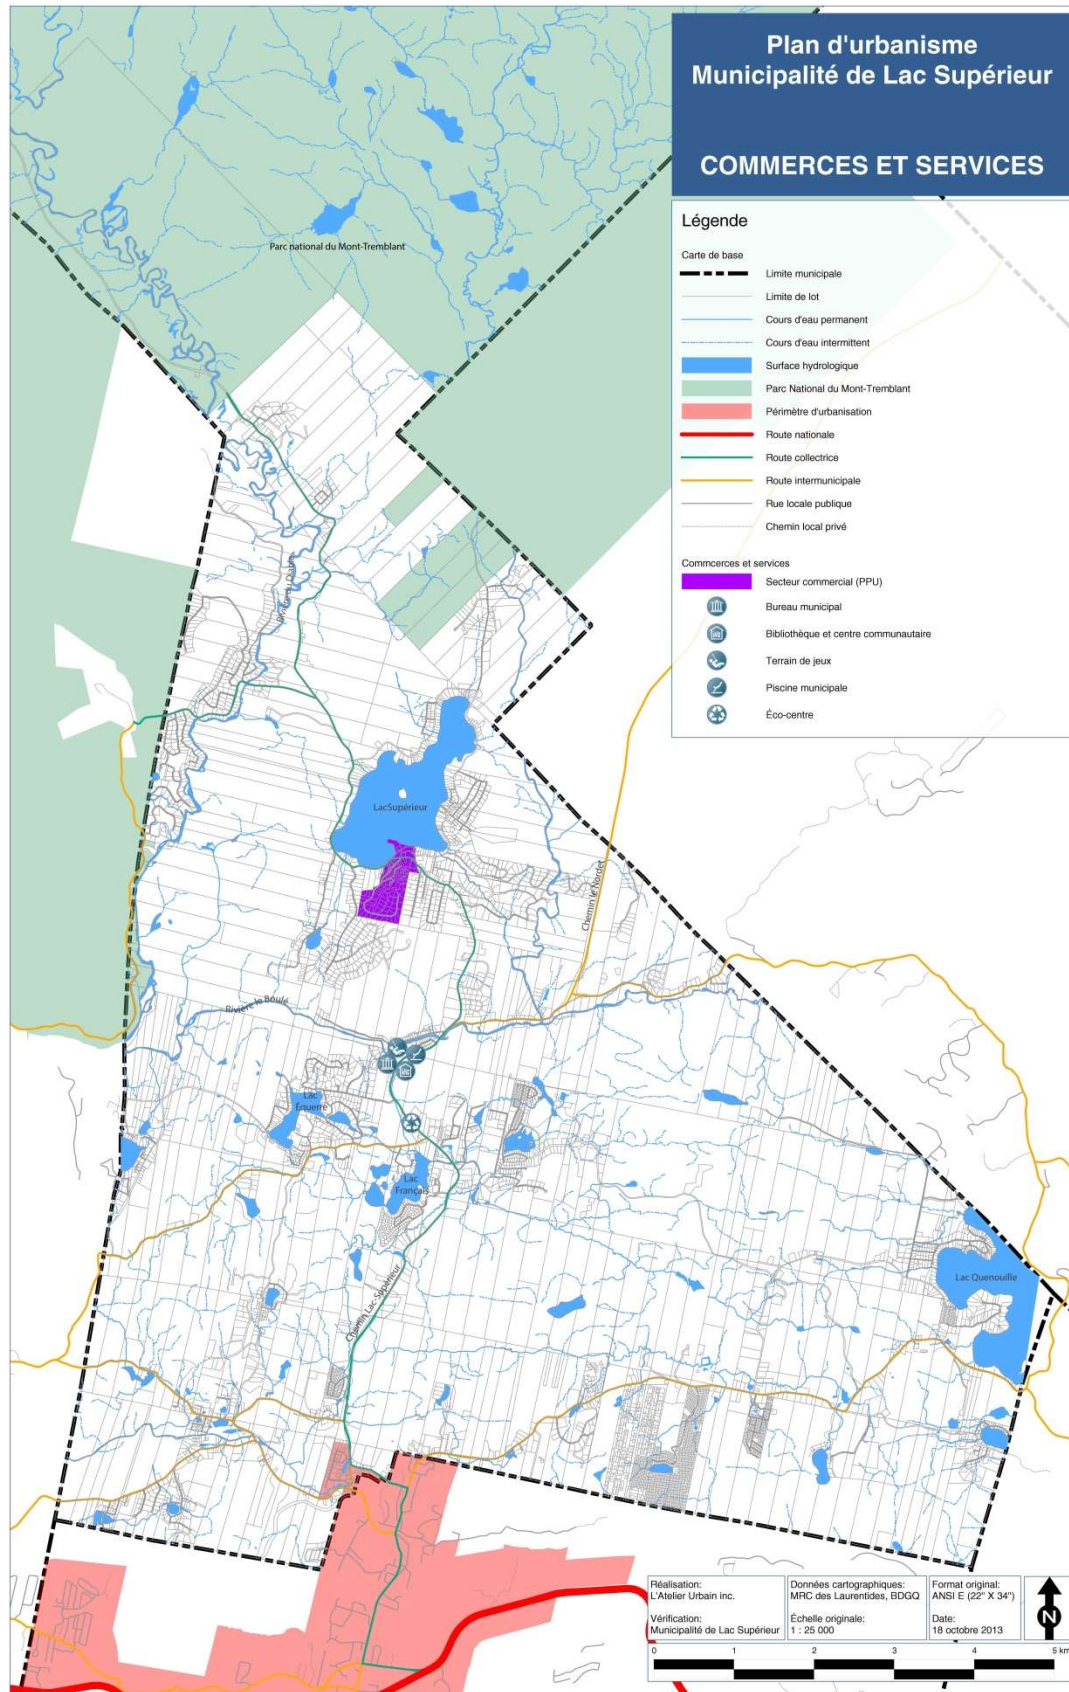 Plan d'urbanisme
Municipalité de Lac Supérieur
COMMERCES ET SERVICES
Légende
Carte de base
Limite municipale
Limite de lot
Cours d'eau permanent
Cours d'eau intermittent
Surface hydrologique
Parc National du Mont-Tremblant
Périmètre d'urbanisation
Route nationale
Route collectrice
Route intermunicipale
Rue locale publique
Chemin local privé
Commcerces et services
Secteur commercial (PPU)
Bureau municipal
Bibliothèque et centre communautaire
Terrain de jeux
Piscine municipale
Éco-centre
Parc national du Mont-Tremblant
Rivière du Diable
LacSupérieur
Chemin le Nordet
Rivière le Boulé
Lac
Équerre
Lac
Français
Chemin Lac-Supérieur
Lac Quenouille
Réalisation:
L'Atelier Urbain inc.
Vérification:
Municipalité de Lac Supérieur
Données cartographiques:
MRC des Laurentides, BDGQ
Échelle originale:
1 : 25 000
Format original:
ANSI E (22" X 34")
Date:
18 octobre 2013
N
0 1 2 3 4 5 km